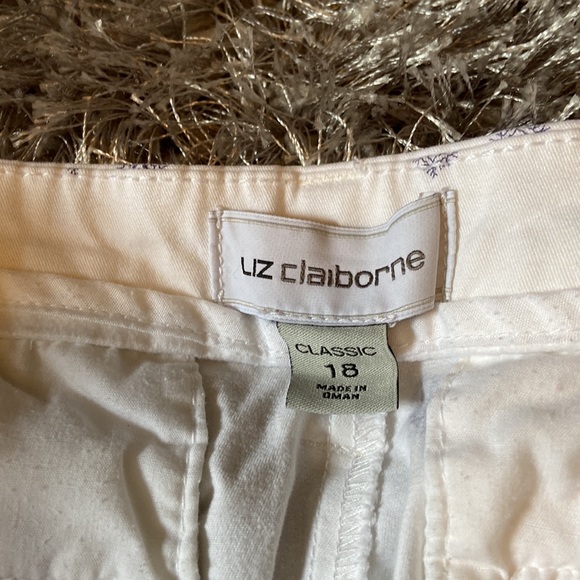 LIZ claiborne
CLASSIC
18
MADE IN
OMAN